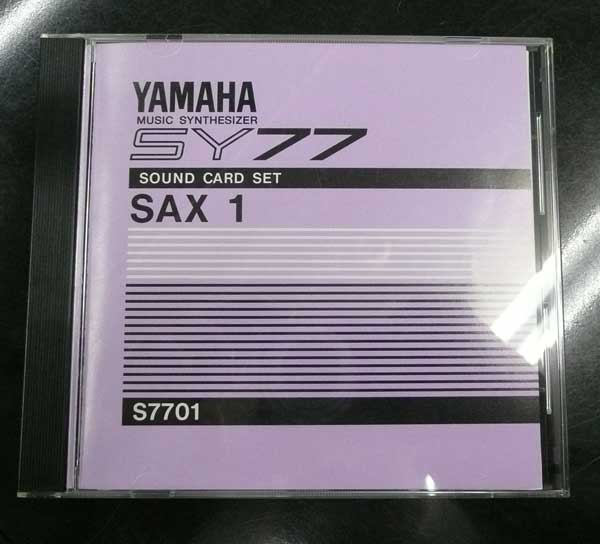 YAMAHA
MUSIC SYNTHESIZER
SY77
SOUND CARD SET
SAX 1
S7701